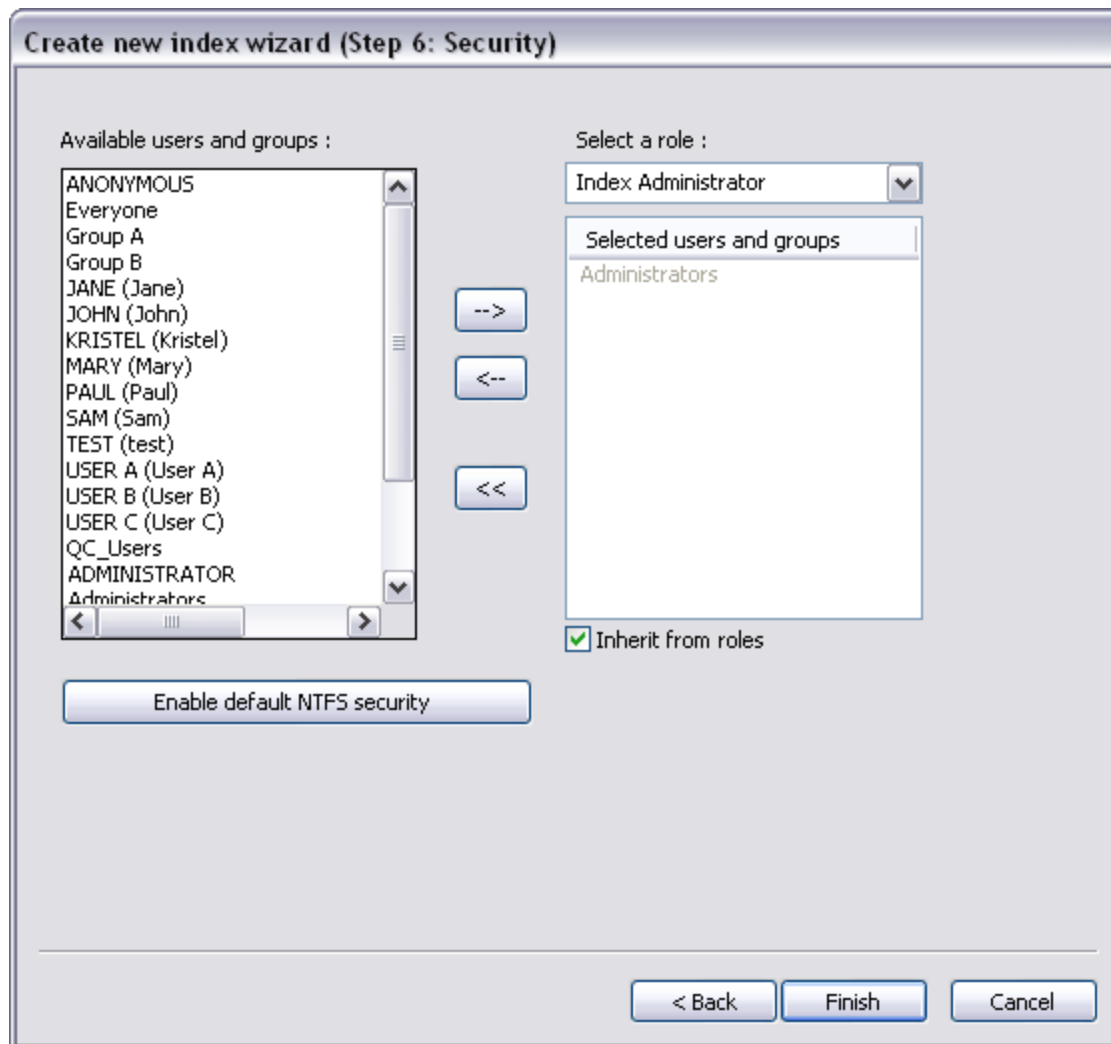 Create new index wizard (Step 6: Security)
Available users and groups :
ANONYMOUS
Everyone
Group A
Group B
JANE (Jane)
JOHN (John)
KRISTEL (Kristel)
MARY (Mary)
PAUL (Paul)
SAM (Sam)
TEST (test)
USER A (User A)
USER B (User B)
USER C (User C)
QC_Users
ADMINISTRATOR
Administrators
-->
<--
<<
Select a role :
Index Administrator
Selected users and groups
Administrators
Inherit from roles
Enable default NTFS security
< Back
Finish
Cancel